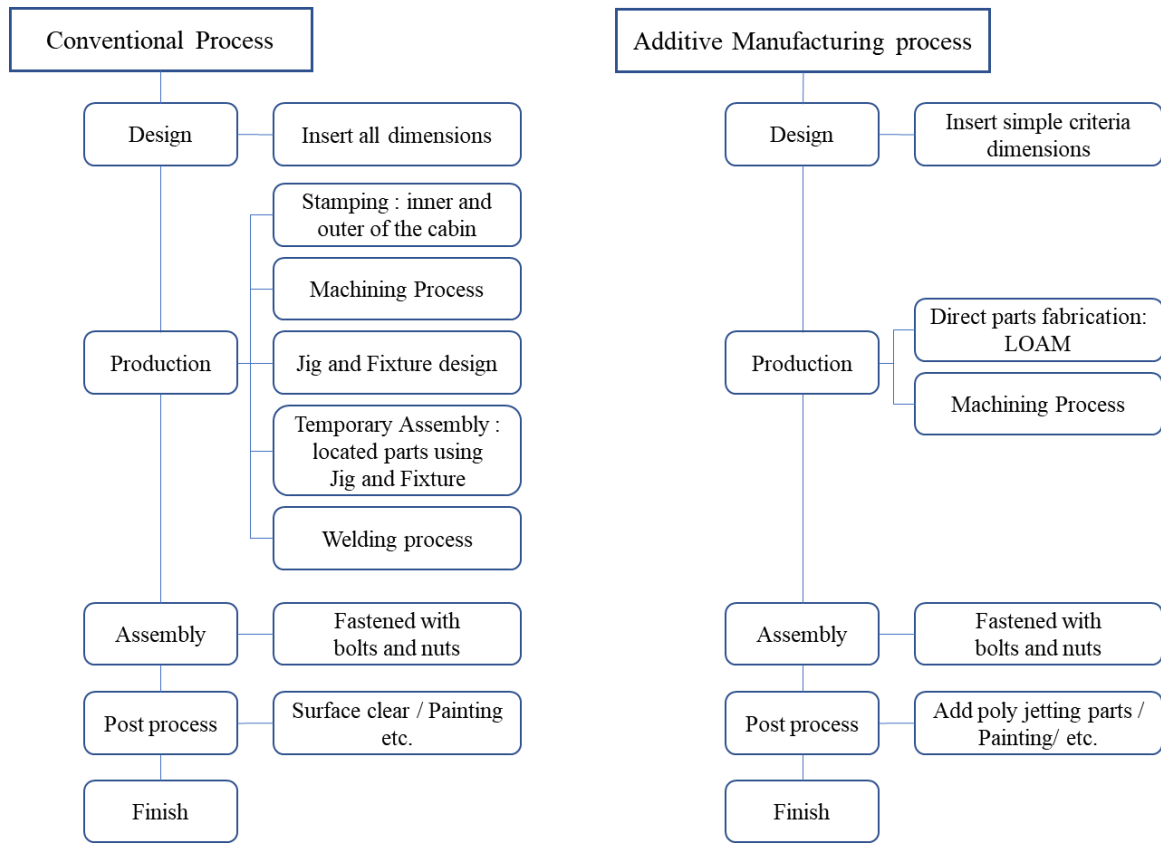 Conventional Process
Design
Insert all dimensions
Stamping : inner and
outer of the cabin
Machining Process
Production
Jig and Fixture design
Temporary Assembly :
located parts using
Jig and Fixture
Welding process
Assembly
Fastened with
bolts and nuts
Post process
Surface clear / Painting
etc.
Finish
Additive Manufacturing process
Design
Insert simple criteria
dimensions
Production
Direct parts fabrication:
LOAM
Machining Process
Assembly
Fastened with
bolts and nuts
Post process
Add poly jetting parts /
Painting/ etc.
Finish